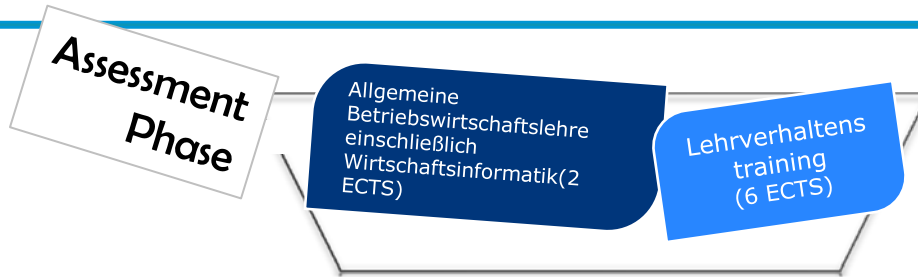 Assessment
Phase
Allgemeine
Betriebswirtschaftslehre
einschließlich
Wirtschaftsinformatik(2
ECTS)
Lehrverhaltens
training
(6 ECTS)